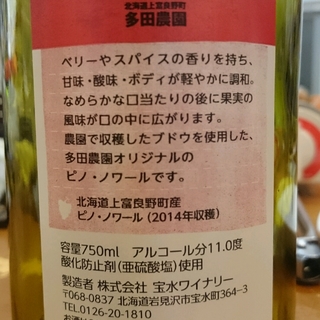 北海道上富良野町
多田農園
ベリーやスパイスの香りを持ち、
甘味・酸味・ボディが軽やかに調和。
なめらかな口当たりの後に果実の
風味が口の中に広がります。
農園で収穫したブドウを使用した、
多田農園オリジナルの
ピノ・ノワールです。
北海道上富良野町産
ピノ・ノワール(2014年収穫)
容量750ml アルコール分11.0度
酸化防止剤(亜硫酸塩)使用
製造者 株式会社 宝水ワイナリー
〒068-0837 北海道岩見沢市宝水町364-3
TEL.0126-20-1810